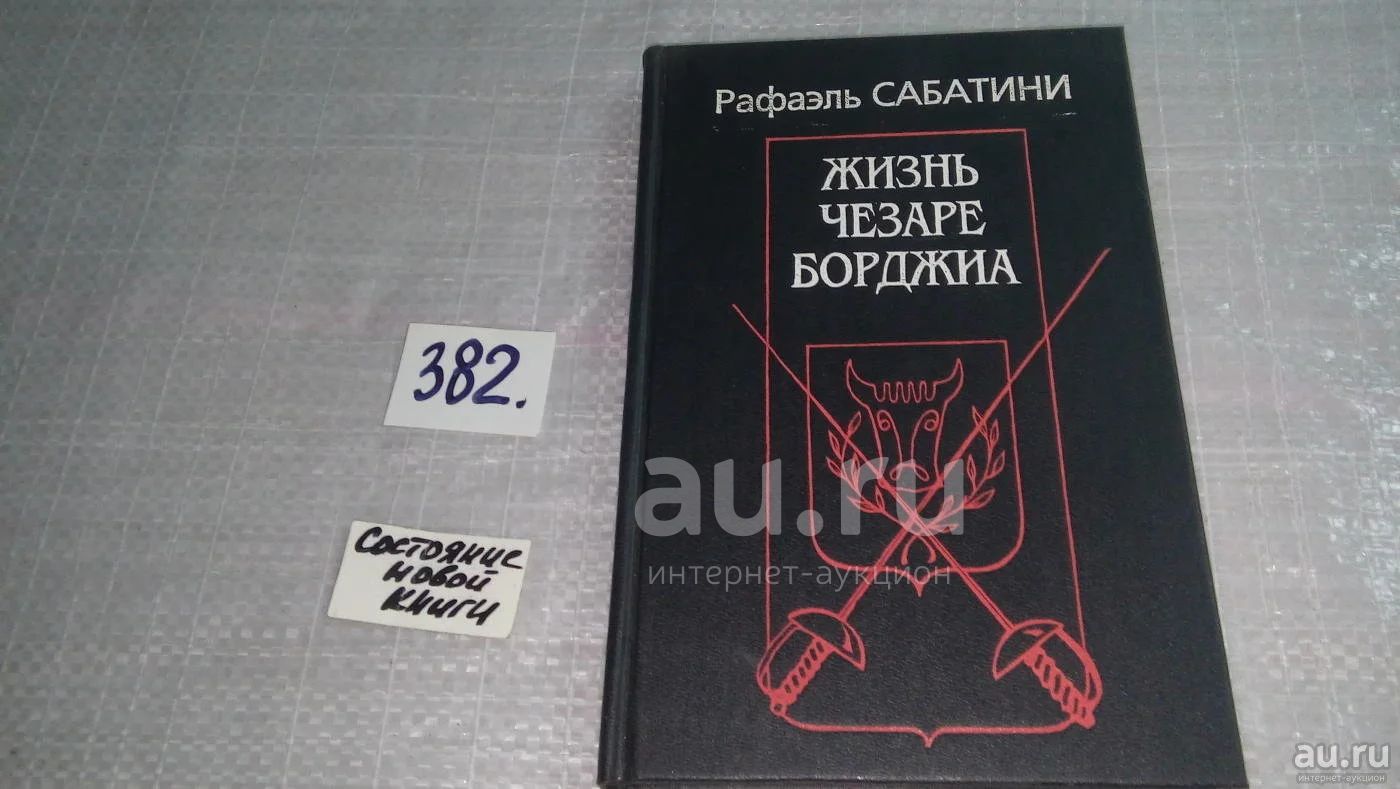 Рафаэль САБАТИНИ
ЖИЗНЬ
ЧЕЗАРЕ
БОРДЖИА
382.
Состояние
новой
книги
au.ru
интернет-аукцион
au.ru
интернет-аукцион